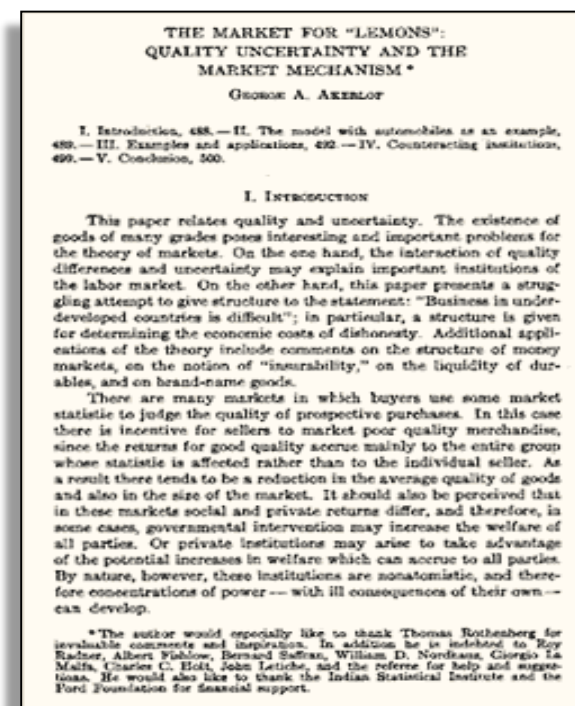 THE MARKET FOR "LEMONS":
QUALITY UNCERTAINTY AND THE
MARKET MECHANISM *
GEORGE A. AKERLOF
I. Introduction, 488. — II. The model with automobiles as an example,
489. — III. Examples and applications, 492. — IV. Counteracting institutions,
499. — V. Conclusion, 500.
I. INTRODUCTION
This paper relates quality and uncertainty. The existence of
goods of many grades poses interesting and important problems for
the theory of markets. On the one hand, the interaction of quality
differences and uncertainty may explain important institutions of
the labor market. On the other hand, this paper presents a strug-
gling attempt to give structure to the statement: "Business in under-
developed countries is difficult"; in particular, a structure is given
for determining the economic costs of dishonesty. Additional appli-
cations of the theory include comments on the structure of money
markets, on the notion of "insurability," on the liquidity of dur-
ables, and on brand-name goods.
There are many markets in which buyers use some market
statistic to judge the quality of prospective purchases. In this case
there is incentive for sellers to market poor quality merchandise,
since the returns for good quality accrue mainly to the entire group
whose statistic is affected rather than to the individual seller. As
a result there tends to be a reduction in the average quality of goods
and also in the size of the market. It should also be perceived that
in these markets social and private returns differ, and therefore, in
some cases, governmental intervention may increase the welfare of
all parties. Or private institutions may arise to take advantage
of the potential increases in welfare which can accrue to all parties.
By nature, however, these institutions are nonatomistic, and there-
fore concentrations of power — with ill consequences of their own —
can develop.
* The author would especially like to thank Thomas Rothenberg for
invaluable comments and inspiration. In addition he is indebted to Roy
Radner, Albert Fishlow, Bernard Saffran, William D. Nordhaus, Giorgio La
Malfa, Charles C. Holt, John Letiche, and the referee for help and sugges-
tions. He would also like to thank the Indian Statistical Institute and the
Ford Foundation for financial support.